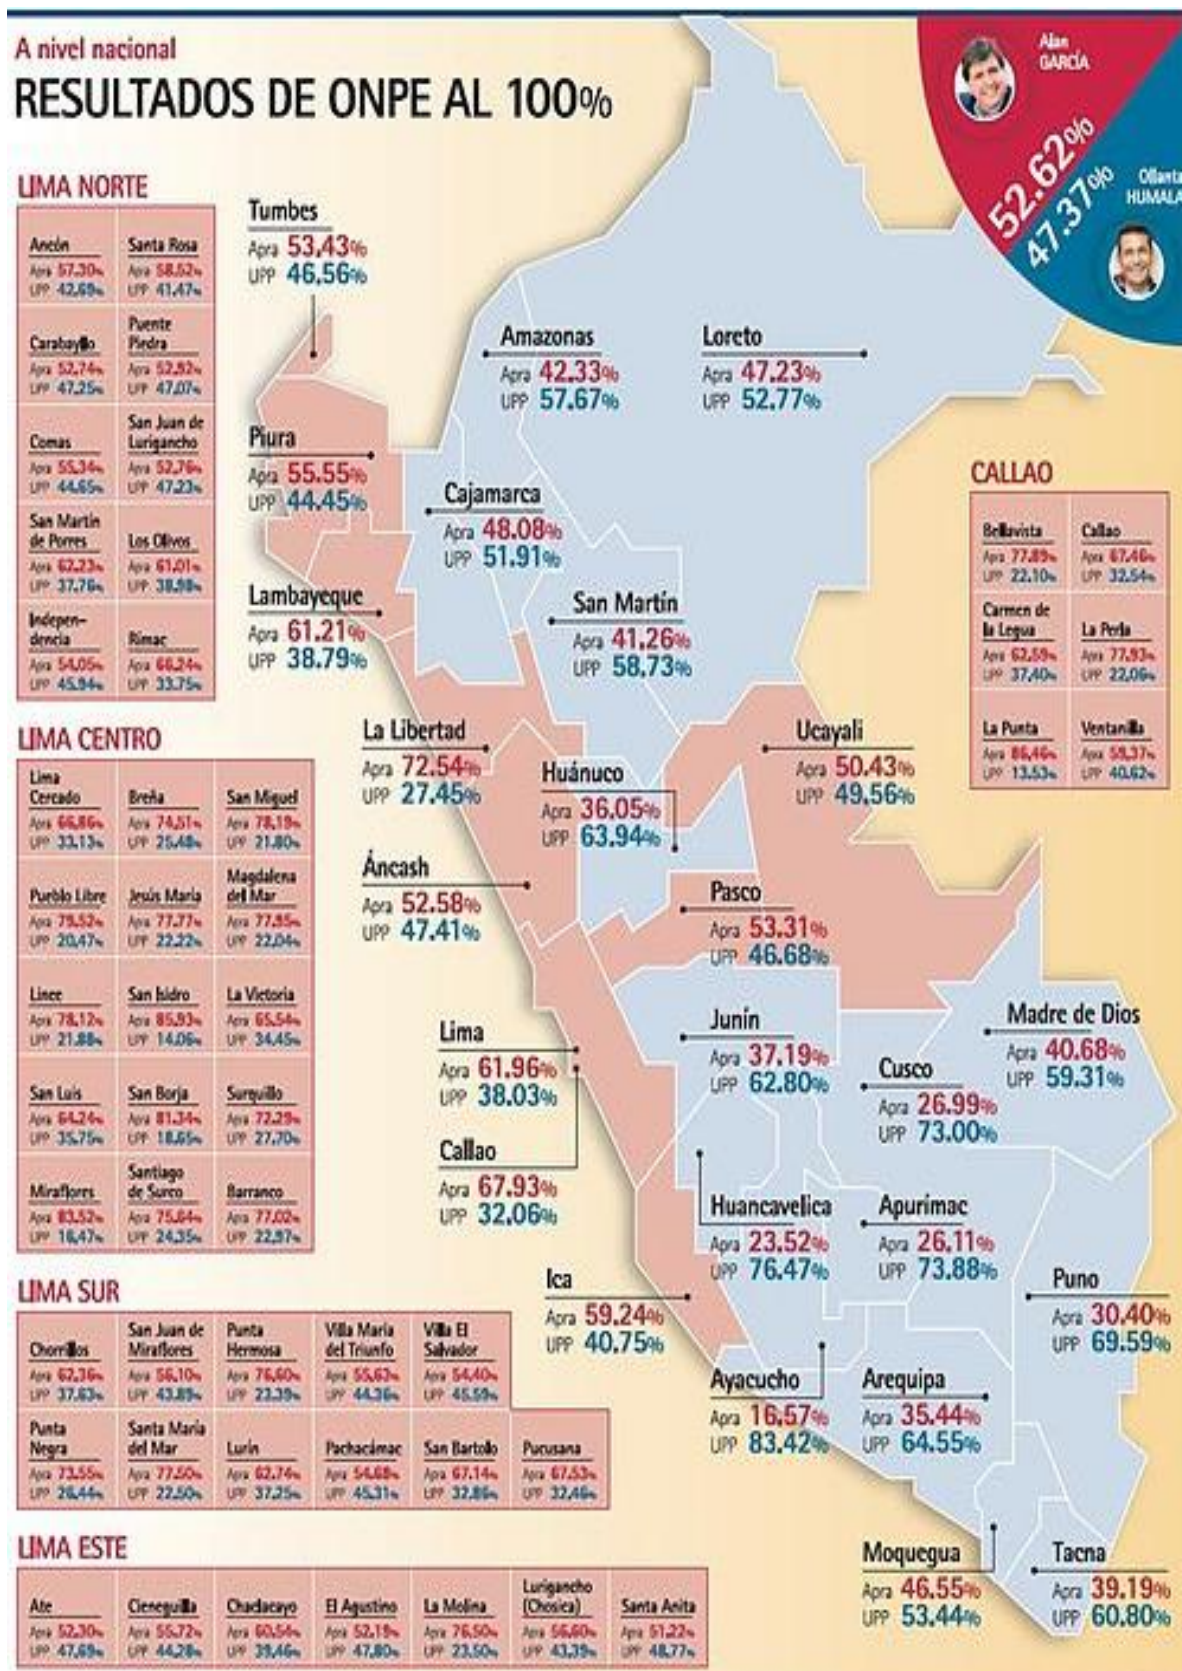 A nivel nacional
RESULTADOS DE ONPE AL 100%
Alan
GARCÍA
52.62%
47.37%
Ollanta
HUMALA
LIMA NORTE
Ancón
Apra 57.30%
UPP 42.69%
Santa Rosa
Apra 58.52%
UPP 41.47%
Carabayllo
Apra 52.74%
UPP 47.25%
Puente
Piedra
Apra 52.92%
UPP 47.07%
Comas
Apra 55.34%
UPP 44.65%
San Juan de
Lurigancho
Apra 52.76%
UPP 47.23%
San Martín
de Porres
Apra 62.23%
UPP 37.76%
Los Olivos
Apra 61.01%
UPP 38.98%
Indepen-
dencia
Apra 54.05%
UPP 45.94%
Rimac
Apra 66.24%
UPP 33.75%
LIMA CENTRO
Lima
Cercado
Apra 66.86%
UPP 33.13%
Breña
Apra 74.51%
UPP 25.48%
San Miguel
Apra 78.19%
UPP 21.80%
Pueblo Libre
Apra 79.52%
UPP 20.47%
Jesús María
Apra 77.77%
UPP 22.22%
Magdalena
del Mar
Apra 77.95%
UPP 22.04%
Lince
Apra 78.12%
UPP 21.88%
San Isidro
Apra 85.93%
UPP 14.06%
La Victoria
Apra 65.54%
UPP 34.45%
San Luis
Apra 64.24%
UPP 35.75%
San Borja
Apra 81.34%
UPP 18.65%
Surquillo
Apra 72.29%
UPP 27.70%
Miraflores
Apra 83.52%
UPP 16.47%
Santiago
de Surco
Apra 75.64%
UPP 24.35%
Barranco
Apra 77.02%
UPP 22.97%
LIMA SUR
Chorrillos
Apra 62.36%
UPP 37.63%
San Juan de
Miraflores
Apra 56.10%
UPP 43.89%
Punta
Hermosa
Apra 76.60%
UPP 23.39%
Villa María
del Triunfo
Apra 55.63%
UPP 44.36%
Villa El
Salvador
Apra 54.40%
UPP 45.59%
Punta
Negra
Apra 73.55%
UPP 26.44%
Santa María
del Mar
Apra 77.50%
UPP 22.50%
Lurín
Apra 62.74%
UPP 37.25%
Pachacámac
Apra 54.68%
UPP 45.31%
San Bartolo
Apra 67.14%
UPP 32.86%
Pucusana
Apra 67.53%
UPP 32.46%
LIMA ESTE
Ate
Apra 52.30%
UPP 47.69%
Cieneguilla
Apra 55.72%
UPP 44.28%
Chaclacayo
Apra 60.54%
UPP 39.46%
El Agustino
Apra 52.19%
UPP 47.80%
La Molina
Apra 76.50%
UPP 23.50%
Lurigancho
(Chosica)
Apra 56.60%
UPP 43.39%
Santa Anita
Apra 51.22%
UPP 48.77%
Tumbes
Apra 53.43%
UPP 46.56%
Piura
Apra 55.55%
UPP 44.45%
Lambayeque
Apra 61.21%
UPP 38.79%
Amazonas
Apra 42.33%
UPP 57.67%
Loreto
Apra 47.23%
UPP 52.77%
Cajamarca
Apra 48.08%
UPP 51.91%
San Martín
Apra 41.26%
UPP 58.73%
La Libertad
Apra 72.54%
UPP 27.45%
Huánuco
Apra 36.05%
UPP 63.94%
Ucayali
Apra 50.43%
UPP 49.56%
Áncash
Apra 52.58%
UPP 47.41%
Pasco
Apra 53.31%
UPP 46.68%
Lima
Apra 61.96%
UPP 38.03%
Junín
Apra 37.19%
UPP 62.80%
Cusco
Apra 26.99%
UPP 73.00%
Madre de Dios
Apra 40.68%
UPP 59.31%
Callao
Apra 67.93%
UPP 32.06%
Huancavelica
Apra 23.52%
UPP 76.47%
Apurímac
Apra 26.11%
UPP 73.88%
Ica
Apra 59.24%
UPP 40.75%
Puno
Apra 30.40%
UPP 69.59%
Ayacucho
Apra 16.57%
UPP 83.42%
Arequipa
Apra 35.44%
UPP 64.55%
Moquegua
Apra 46.55%
UPP 53.44%
Tacna
Apra 39.19%
UPP 60.80%
CALLAO
Bellavista
Apra 77.89%
UPP 22.10%
Callao
Apra 67.46%
UPP 32.54%
Carmen de
la Legua
Apra 62.59%
UPP 37.40%
La Perla
Apra 77.93%
UPP 22.06%
La Punta
Apra 86.46%
UPP 13.53%
Ventanilla
Apra 59.37%
UPP 40.62%